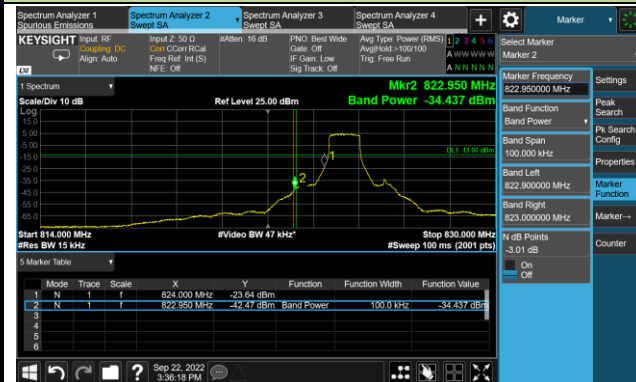 Spectrum Analyzer 1
Spurious Emissions
Spectrum Analyzer 2
Swept SA
Spectrum Analyzer 3
Swept SA
Spectrum Analyzer 4
Swept SA
+
Marker
KEYSIGHT
Input: RF
Coupling: DC
Align: Auto
Input Z: 50 Ω
Corr CCorr RCal
Freq Ref: Int (S)
NFE: Off
#Atten: 16 dB
PNO: Best Wide
Gate: Off
IF Gain: Low
Sig Track: Off
Avg Type: Power (RMS)
Avg|Hold:>100/100
Trig: Free Run
1 2 3 4 5 6
A W W W W W
A N N N N N
LXI
Select Marker
Marker 2
Marker Frequency
822.950000 MHz
Band Function
Band Power
Band Span
100.000 kHz
Band Left
822.900000 MHz
Band Right
823.000000 MHz
N dB Points
-3.01 dB
On
Off
Settings
Peak
Search
Pk Search
Config
Properties
Marker
Function
Marker→
Counter
1 Spectrum
Mkr2 822.950 MHz
Scale/Div 10 dB
Ref Level 25.00 dBm
Band Power -34.437 dBm
Log
15.0
5.00
-5.00
-15.0
-25.0
-35.0
-45.0
-55.0
-65.0
DL1 -13.00 dBm
1
2
Start 814.000 MHz
#Video BW 47 kHz*
Stop 830.000 MHz
#Res BW 15 kHz
#Sweep 100 ms (2001 pts)
5 Marker Table
Mode Trace Scale X Y Function Function Width Function Value
1 N 1 f 824.000 MHz -23.64 dBm
2 N 1 f 822.950 MHz -42.47 dBm Band Power 100.0 kHz -34.437 dBm
3
4
5
6
?
Sep 22, 2022
3:36:18 PM